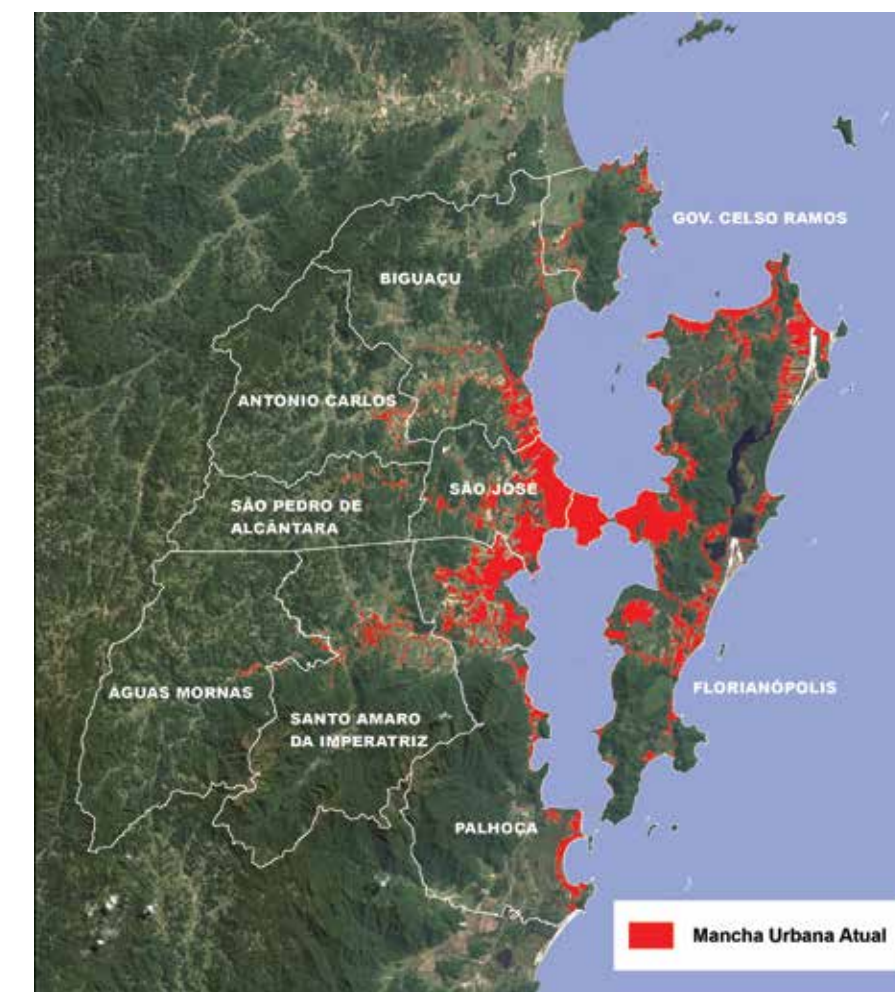 GOV. CELSO RAMOS
BIGUAÇU
ANTONIO CARLOS
SÃO JOSÉ
SÃO PEDRO DE
ALCÂNTARA
ÁGUAS MORNAS
FLORIANÓPOLIS
SANTO AMARO
DA IMPERATRIZ
PALHOÇA
Mancha Urbana Atual